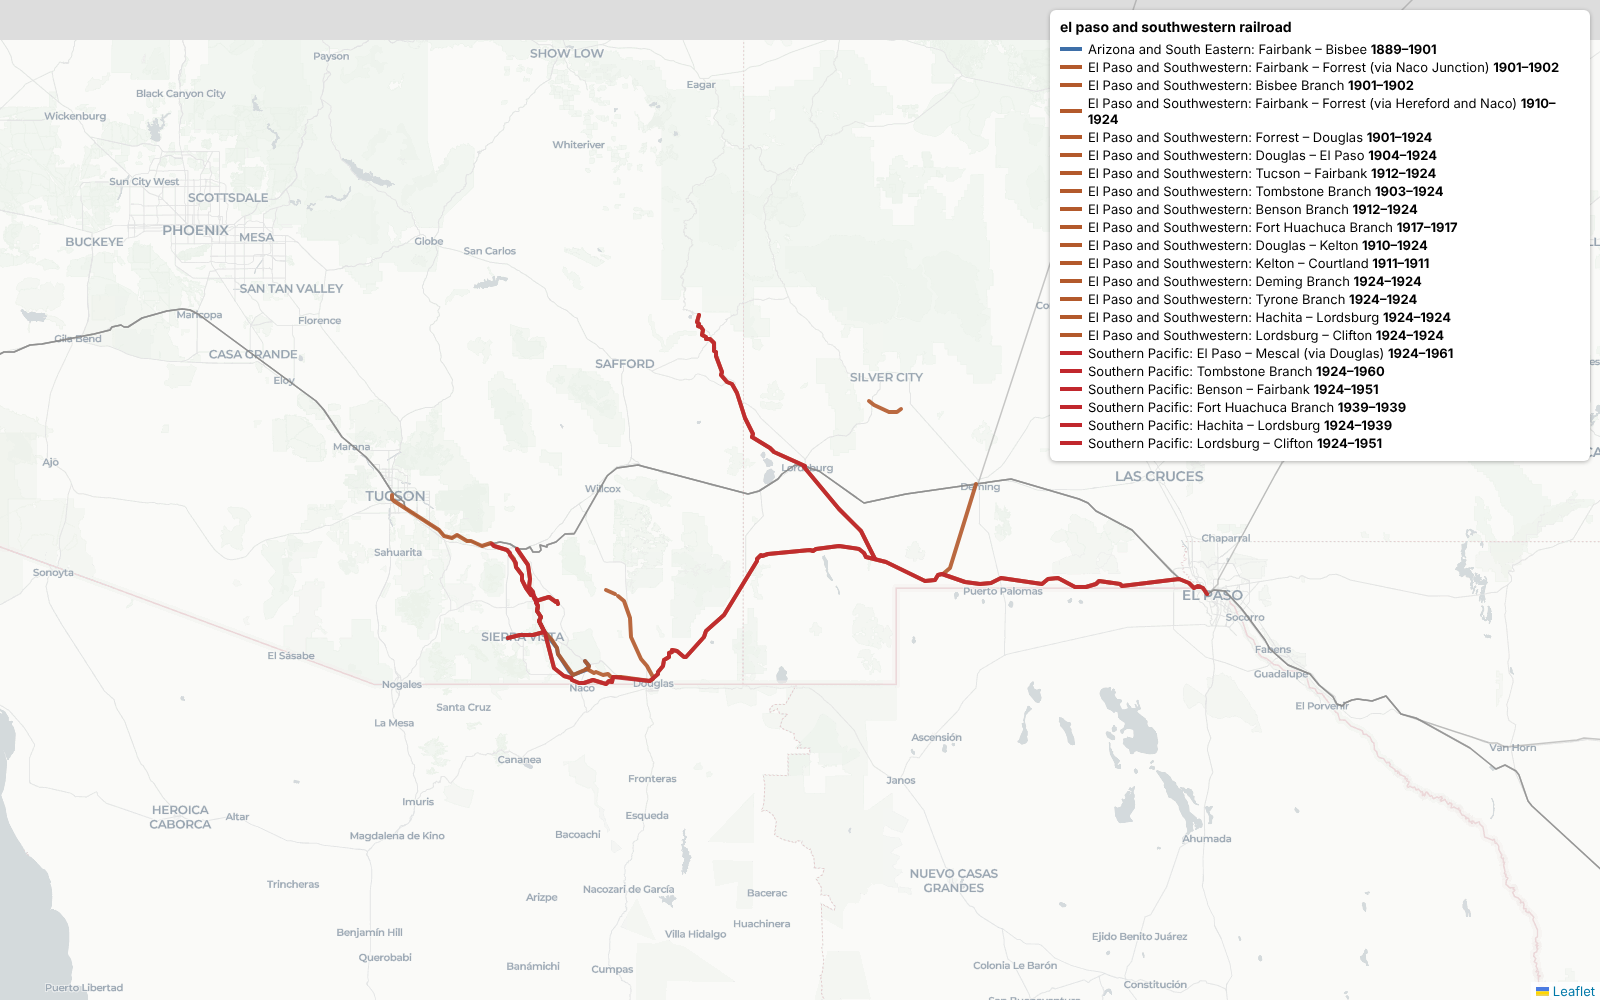 el paso and southwestern railroad
Arizona and South Eastern: Fairbank – Bisbee 1889–1901
El Paso and Southwestern: Fairbank – Forrest (via Naco Junction) 1901–1902
El Paso and Southwestern: Bisbee Branch 1901–1902
El Paso and Southwestern: Fairbank – Forrest (via Hereford and Naco) 1910–
1924
El Paso and Southwestern: Forrest – Douglas 1901–1924
El Paso and Southwestern: Douglas – El Paso 1904–1924
El Paso and Southwestern: Tucson – Fairbank 1912–1924
El Paso and Southwestern: Tombstone Branch 1903–1924
El Paso and Southwestern: Benson Branch 1912–1924
El Paso and Southwestern: Fort Huachuca Branch 1917–1917
El Paso and Southwestern: Douglas – Kelton 1910–1924
El Paso and Southwestern: Kelton – Courtland 1911–1911
El Paso and Southwestern: Deming Branch 1924–1924
El Paso and Southwestern: Tyrone Branch 1924–1924
El Paso and Southwestern: Hachita – Lordsburg 1924–1924
El Paso and Southwestern: Lordsburg – Clifton 1924–1924
Southern Pacific: El Paso – Mescal (via Douglas) 1924–1961
Southern Pacific: Tombstone Branch 1924–1960
Southern Pacific: Benson – Fairbank 1924–1951
Southern Pacific: Fort Huachuca Branch 1939–1939
Southern Pacific: Hachita – Lordsburg 1924–1939
Southern Pacific: Lordsburg – Clifton 1924–1951
SHOW LOW
Payson
Eagar
Black Canyon City
Wickenburg
Whiteriver
Sun City West
SCOTTSDALE
PHOENIX
MESA
BUCKEYE
Globe
San Carlos
SAN TAN VALLEY
Maricopa
Florence
Gila Bend
CASA GRANDE
Eloy
SAFFORD
SILVER CITY
Marana
Ajo
Lordsburg
LAS CRUCES
Willcox
Deming
TUCSON
Chaparral
Sahuarita
Sonoyta
Puerto Palomas
EL PASO
Socorro
SIERRA VISTA
El Sásabe
Fabens
Guadalupe
Nogales
Naco
Douglas
Santa Cruz
El Porvenir
La Mesa
Ascensión
Van Horn
Cananea
Fronteras
Janos
Imuris
HEROICA
CABORCA
Altar
Esqueda
Magdalena de Kino
Bacoachi
Ahumada
NUEVO CASAS
GRANDES
Trincheras
Arizpe
Nacozari de García
Bacerac
Huachinera
Benjamín Hill
Villa Hidalgo
Ejido Benito Juárez
Querobabi
Banámichi
Cumpas
Colonia Le Barón
Puerto Libertad
Constitución
San Buenaventura
Leaflet